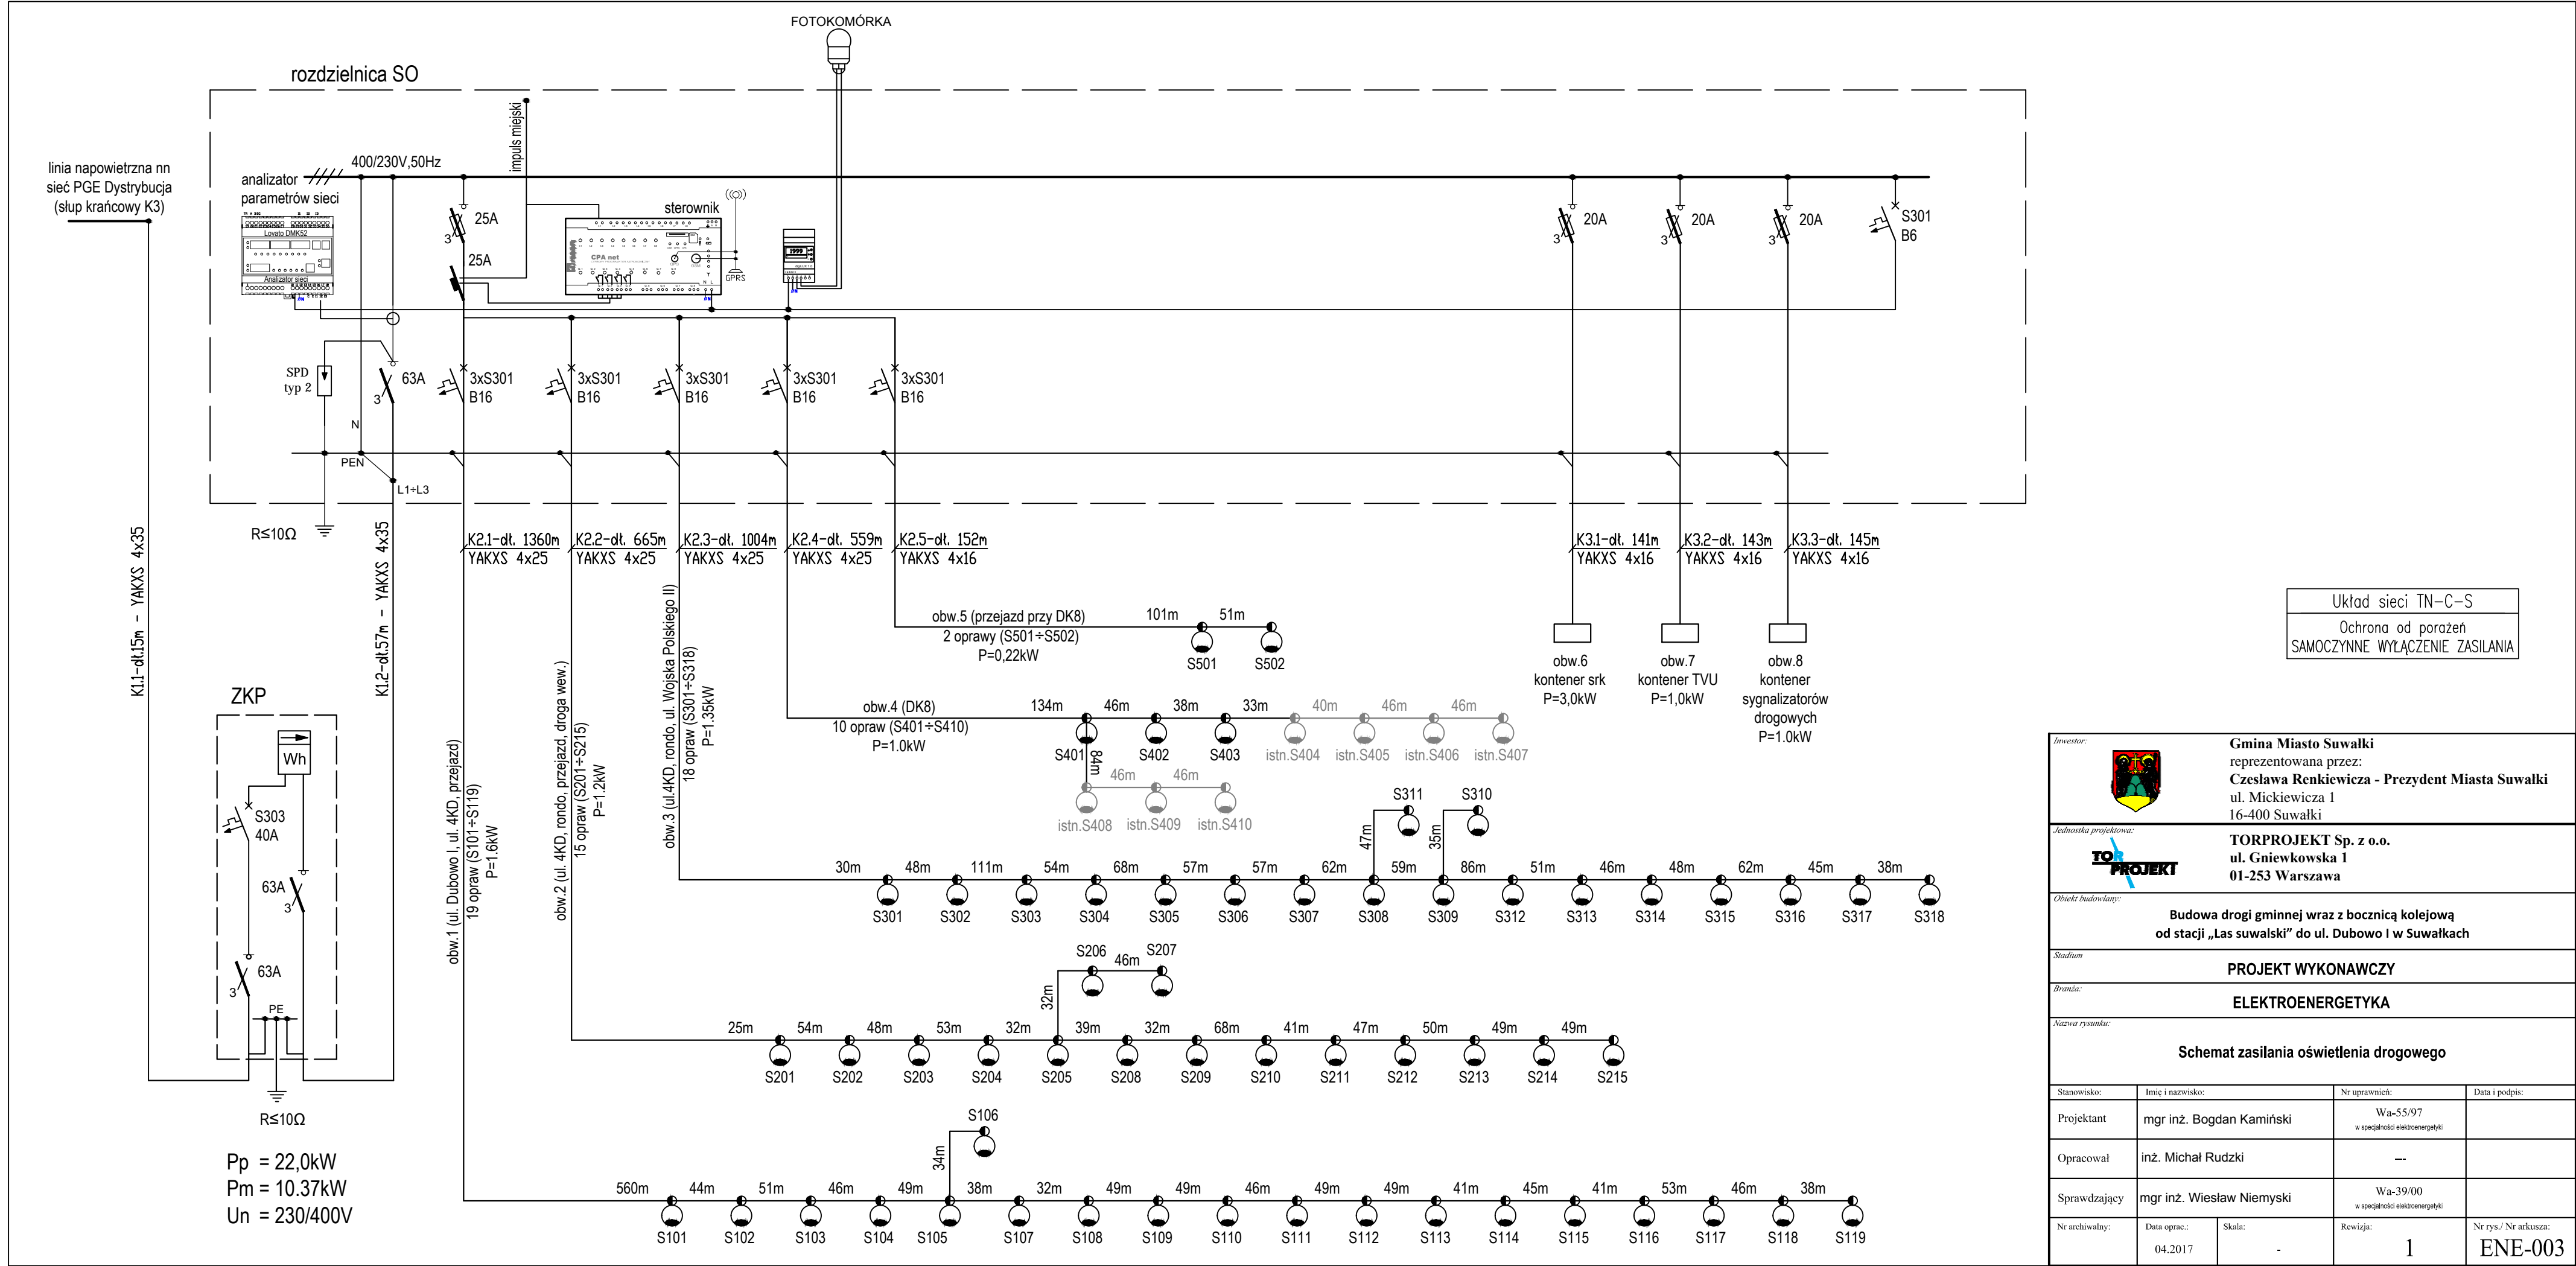 FOTOKOMÓRKA
rozdzielnica SO
impuls miejski
linia napowietrzna nn
sieć PGE Dystrybucja
(słup krańcowy K3)
400/230V,50Hz
analizator
parametrów sieci
Lovato DMK52
Analizator sieci
25A
3
25A
sterownik
CPA net
GPRS
1999
20A
3
20A
3
20A
3
S301
B6
SPD
typ 2
63A
3
3xS301
B16
3xS301
B16
3xS301
B16
3xS301
B16
3xS301
B16
N
PEN
L1÷L3
R≤10Ω
K1.1-dł.15m - YAKXS 4x35
K1.2-dł.57m - YAKXS 4x35
K2.1-dł. 1360m
YAKXS 4x25
K2.2-dł. 665m
YAKXS 4x25
K2.3-dł. 1004m
YAKXS 4x25
K2.4-dł. 559m
YAKXS 4x25
K2.5-dł. 152m
YAKXS 4x16
K3.1-dł. 141m
YAKXS 4x16
K3.2-dł. 143m
YAKXS 4x16
K3.3-dł. 145m
YAKXS 4x16
Układ sieci TN-C-S
Ochrona od porażeń
SAMOCZYNNE WYŁĄCZENIE ZASILANIA
obw.5 (przejazd przy DK8)
2 oprawy (S501÷S502)
P=0,22kW
101m 51m
S501 S502
obw.6
kontener srk
P=3,0kW
obw.7
kontener TVU
P=1,0kW
obw.8
kontener
sygnalizatorów
drogowych
P=1.0kW
obw.4 (DK8)
10 opraw (S401÷S410)
P=1.0kW
134m 46m 38m 33m 40m 46m 46m
S401 S402 S403 istn.S404 istn.S405 istn.S406 istn.S407
84m
46m 46m
istn.S408 istn.S409 istn.S410
obw.3 (ul.4KD, rondo, ul. Wojska Polskiego II)
18 opraw (S301÷S318)
P=1.35kW
S311 S310
47m 35m
30m 48m 111m 54m 68m 57m 57m 62m 59m 86m 51m 46m 48m 62m 45m 38m
S301 S302 S303 S304 S305 S306 S307 S308 S309 S312 S313 S314 S315 S316 S317 S318
obw.2 (ul. 4KD, rondo, przejazd, droga wew.)
15 opraw (S201÷S215)
P=1.2kW
S206 S207
46m
32m
25m 54m 48m 53m 32m 39m 32m 68m 41m 47m 50m 49m 49m
S201 S202 S203 S204 S205 S208 S209 S210 S211 S212 S213 S214 S215
obw.1 (ul. Dubowo I, ul. 4KD, przejazd)
19 opraw (S101÷S119)
P=1.6kW
S106
34m
560m 44m 51m 46m 49m 38m 32m 49m 49m 46m 49m 49m 41m 45m 41m 53m 46m 38m
S101 S102 S103 S104 S105 S107 S108 S109 S110 S111 S112 S113 S114 S115 S116 S117 S118 S119
ZKP
Wh
S303
40A
63A
3
63A
3
PE
R≤10Ω
Pp = 22,0kW
Pm = 10.37kW
Un = 230/400V
Inwestor:
Gmina Miasto Suwałki
reprezentowana przez:
Czesława Renkiewicza - Prezydent Miasta Suwałki
ul. Mickiewicza 1
16-400 Suwałki
Jednostka projektowa:
TOR PROJEKT
TORPROJEKT Sp. z o.o.
ul. Gniewkowska 1
01-253 Warszawa
Obiekt budowlany:
Budowa drogi gminnej wraz z bocznicą kolejową
od stacji „Las suwalski” do ul. Dubowo I w Suwałkach
Stadium
PROJEKT WYKONAWCZY
Branża:
ELEKTROENERGETYKA
Nazwa rysunku:
Schemat zasilania oświetlenia drogowego
Stanowisko: Imię i nazwisko: Nr uprawnień: Data i podpis:
Projektant mgr inż. Bogdan Kamiński Wa-55/97
w specjalności elektroenergetyki
Opracował inż. Michał Rudzki ---
Sprawdzający mgr inż. Wiesław Niemyski Wa-39/00
w specjalności elektroenergetyki
Nr archiwalny: Data oprac.: Skala: Rewizja: Nr rys./ Nr arkusza:
04.2017 - 1 ENE-003